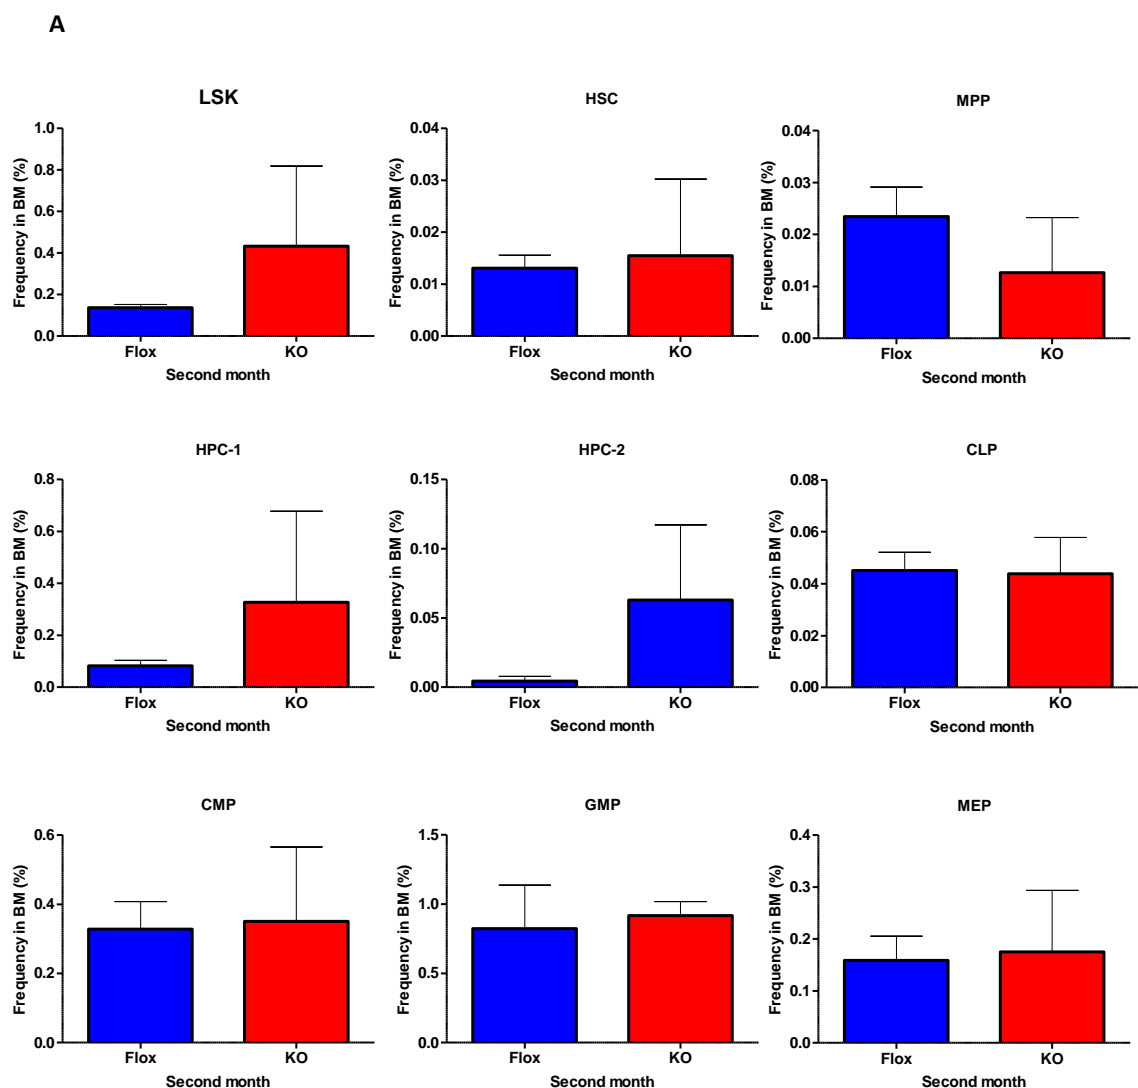 A
LSK
HSC
MPP
Frequency in BM (%)
1.0
0.8
0.6
0.4
0.2
0.0
Flox
KO
Second month
Frequency in BM (%)
0.04
0.03
0.02
0.01
0.00
Flox
KO
Second month
Frequency in BM (%)
0.04
0.03
0.02
0.01
0.00
Flox
KO
Second month
HPC-1
HPC-2
CLP
Frequency in BM (%)
0.8
0.6
0.4
0.2
0.0
Flox
KO
Second month
Frequency in BM (%)
0.15
0.10
0.05
0.00
Flox
KO
Second month
Frequency in BM (%)
0.08
0.06
0.04
0.02
0.00
Flox
KO
Second month
CMP
GMP
MEP
Frequency in BM (%)
0.6
0.4
0.2
0.0
Flox
KO
Second month
Frequency in BM (%)
1.5
1.0
0.5
0.0
Flox
KO
Second month
Frequency in BM (%)
0.4
0.3
0.2
0.1
0.0
Flox
KO
Second month